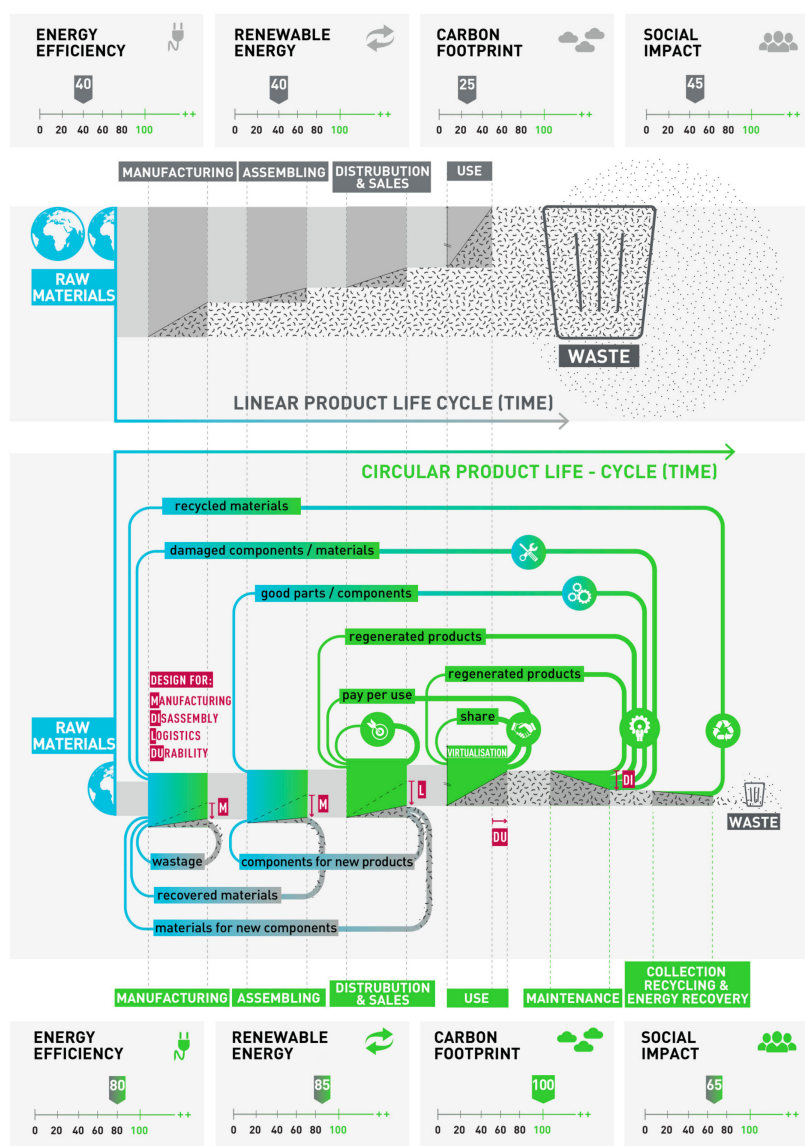 ENERGY
EFFICIENCY
40
0 20 40 60 80 100 ++
RENEWABLE
ENERGY
40
0 20 40 60 80 100 ++
CARBON
FOOTPRINT
25
0 20 40 60 80 100 ++
SOCIAL
IMPACT
45
0 20 40 60 80 100 ++
MANUFACTURING
ASSEMBLING
DISTRUBUTION
& SALES
USE
RAW
MATERIALS
WASTE
LINEAR PRODUCT LIFE CYCLE (TIME)
CIRCULAR PRODUCT LIFE - CYCLE (TIME)
recycled materials
damaged components / materials
good parts / components
regenerated products
regenerated products
pay per use
share
VIRTUALISATION
DESIGN FOR:
MANUFACTURING
DISASSEMBLY
LOGISTICS
DURABILITY
RAW
MATERIALS
M
M
L
DI
DU
WASTE
wastage
components for new products
recovered materials
materials for new components
MANUFACTURING
ASSEMBLING
DISTRUBUTION
& SALES
USE
MAINTENANCE
COLLECTION
RECYCLING &
ENERGY RECOVERY
ENERGY
EFFICIENCY
80
0 20 40 60 80 100 ++
RENEWABLE
ENERGY
85
0 20 40 60 80 100 ++
CARBON
FOOTPRINT
100
0 20 40 60 80 100 ++
SOCIAL
IMPACT
65
0 20 40 60 80 100 ++